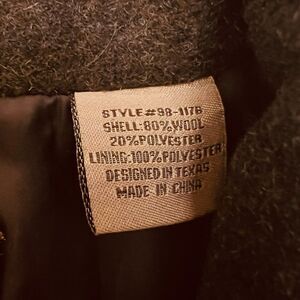 STYLE#98-117B
SHELL:80%WOOL
20%POLYESTER
LINING:100%POLYESTER
DESIGNED IN TEXAS
MADE IN CHINA